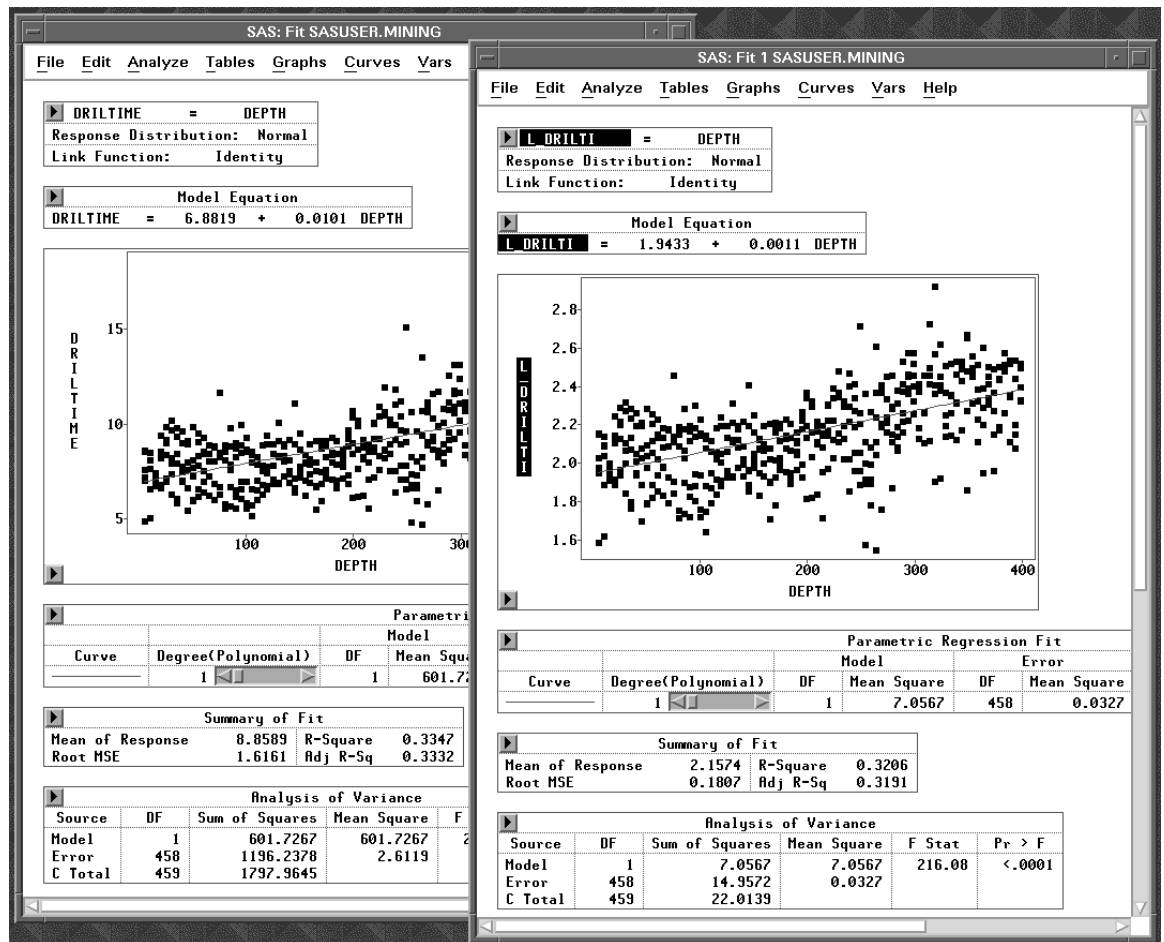 SAS: Fit SASUSER.MINING
File Edit Analyze Tables Graphs Curves Vars
DRILTIME = DEPTH
Response Distribution: Normal
Link Function: Identity
Model Equation
DRILTIME = 6.8819 + 0.0101 DEPTH
DRILTIME
15
10
5
100 200 300
DEPTH
Parametri
Model
Curve Degree(Polynomial) DF Mean Squa
1 1 601.72
Summary of Fit
Mean of Response 8.8589 R-Square 0.3347
Root MSE 1.6161 Adj R-Sq 0.3332
Analysis of Variance
Source DF Sum of Squares Mean Square F
Model 1 601.7267 601.7267 2
Error 458 1196.2378 2.6119
C Total 459 1797.9645
SAS: Fit 1 SASUSER.MINING
File Edit Analyze Tables Graphs Curves Vars Help
L_DRILTI = DEPTH
Response Distribution: Normal
Link Function: Identity
Model Equation
L_DRILTI = 1.9433 + 0.0011 DEPTH
L_DRILTI
2.8
2.6
2.4
2.2
2.0
1.8
1.6
100 200 300 400
DEPTH
Parametric Regression Fit
Model Error
Curve Degree(Polynomial) DF Mean Square DF Mean Square
1 1 7.0567 458 0.0327
Summary of Fit
Mean of Response 2.1574 R-Square 0.3206
Root MSE 0.1807 Adj R-Sq 0.3191
Analysis of Variance
Source DF Sum of Squares Mean Square F Stat Pr > F
Model 1 7.0567 7.0567 216.08 <.0001
Error 458 14.9572 0.0327
C Total 459 22.0139